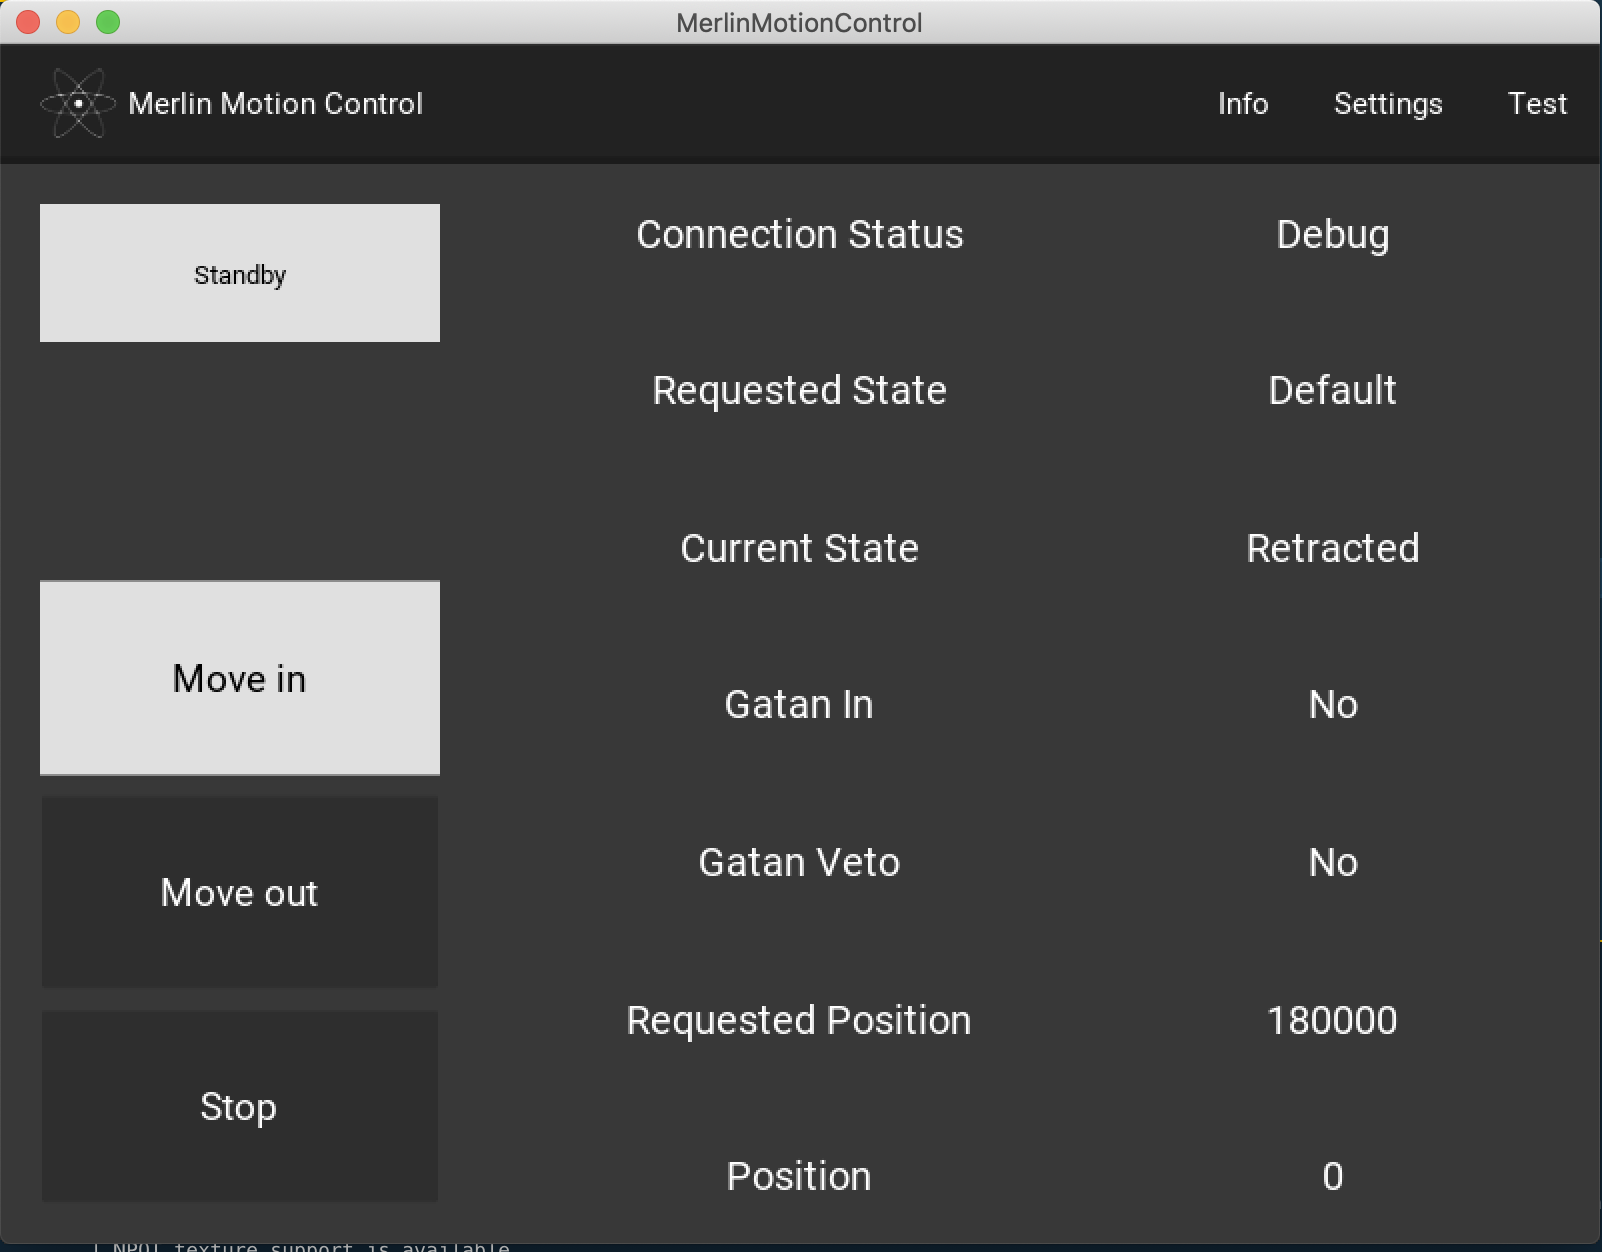 MerlinMotionControl
Merlin Motion Control
Info
Settings
Test
Standby
Connection Status
Debug
Requested State
Default
Current State
Retracted
Move in
Gatan In
No
Move out
Gatan Veto
No
Requested Position
180000
Stop
Position
0
NPOT texture support is available